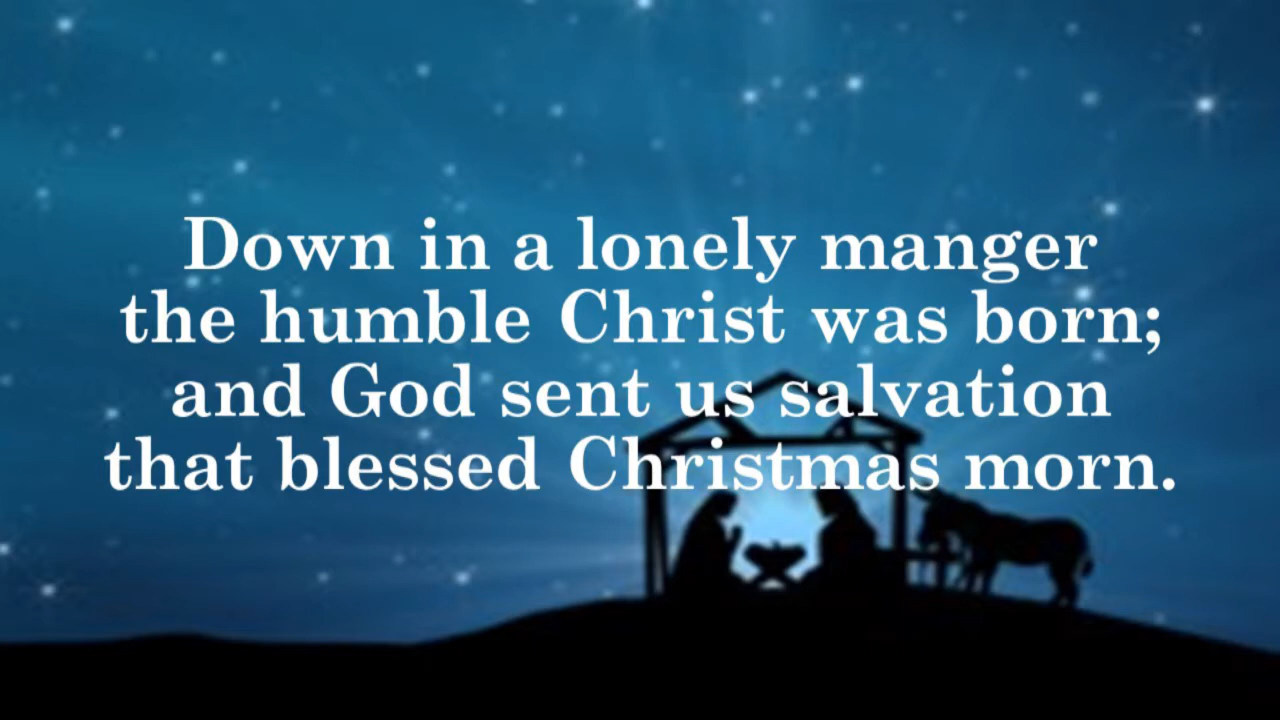 Down in a lonely manger
the humble Christ was born;
and God sent us salvation
that blessed Christmas morn.